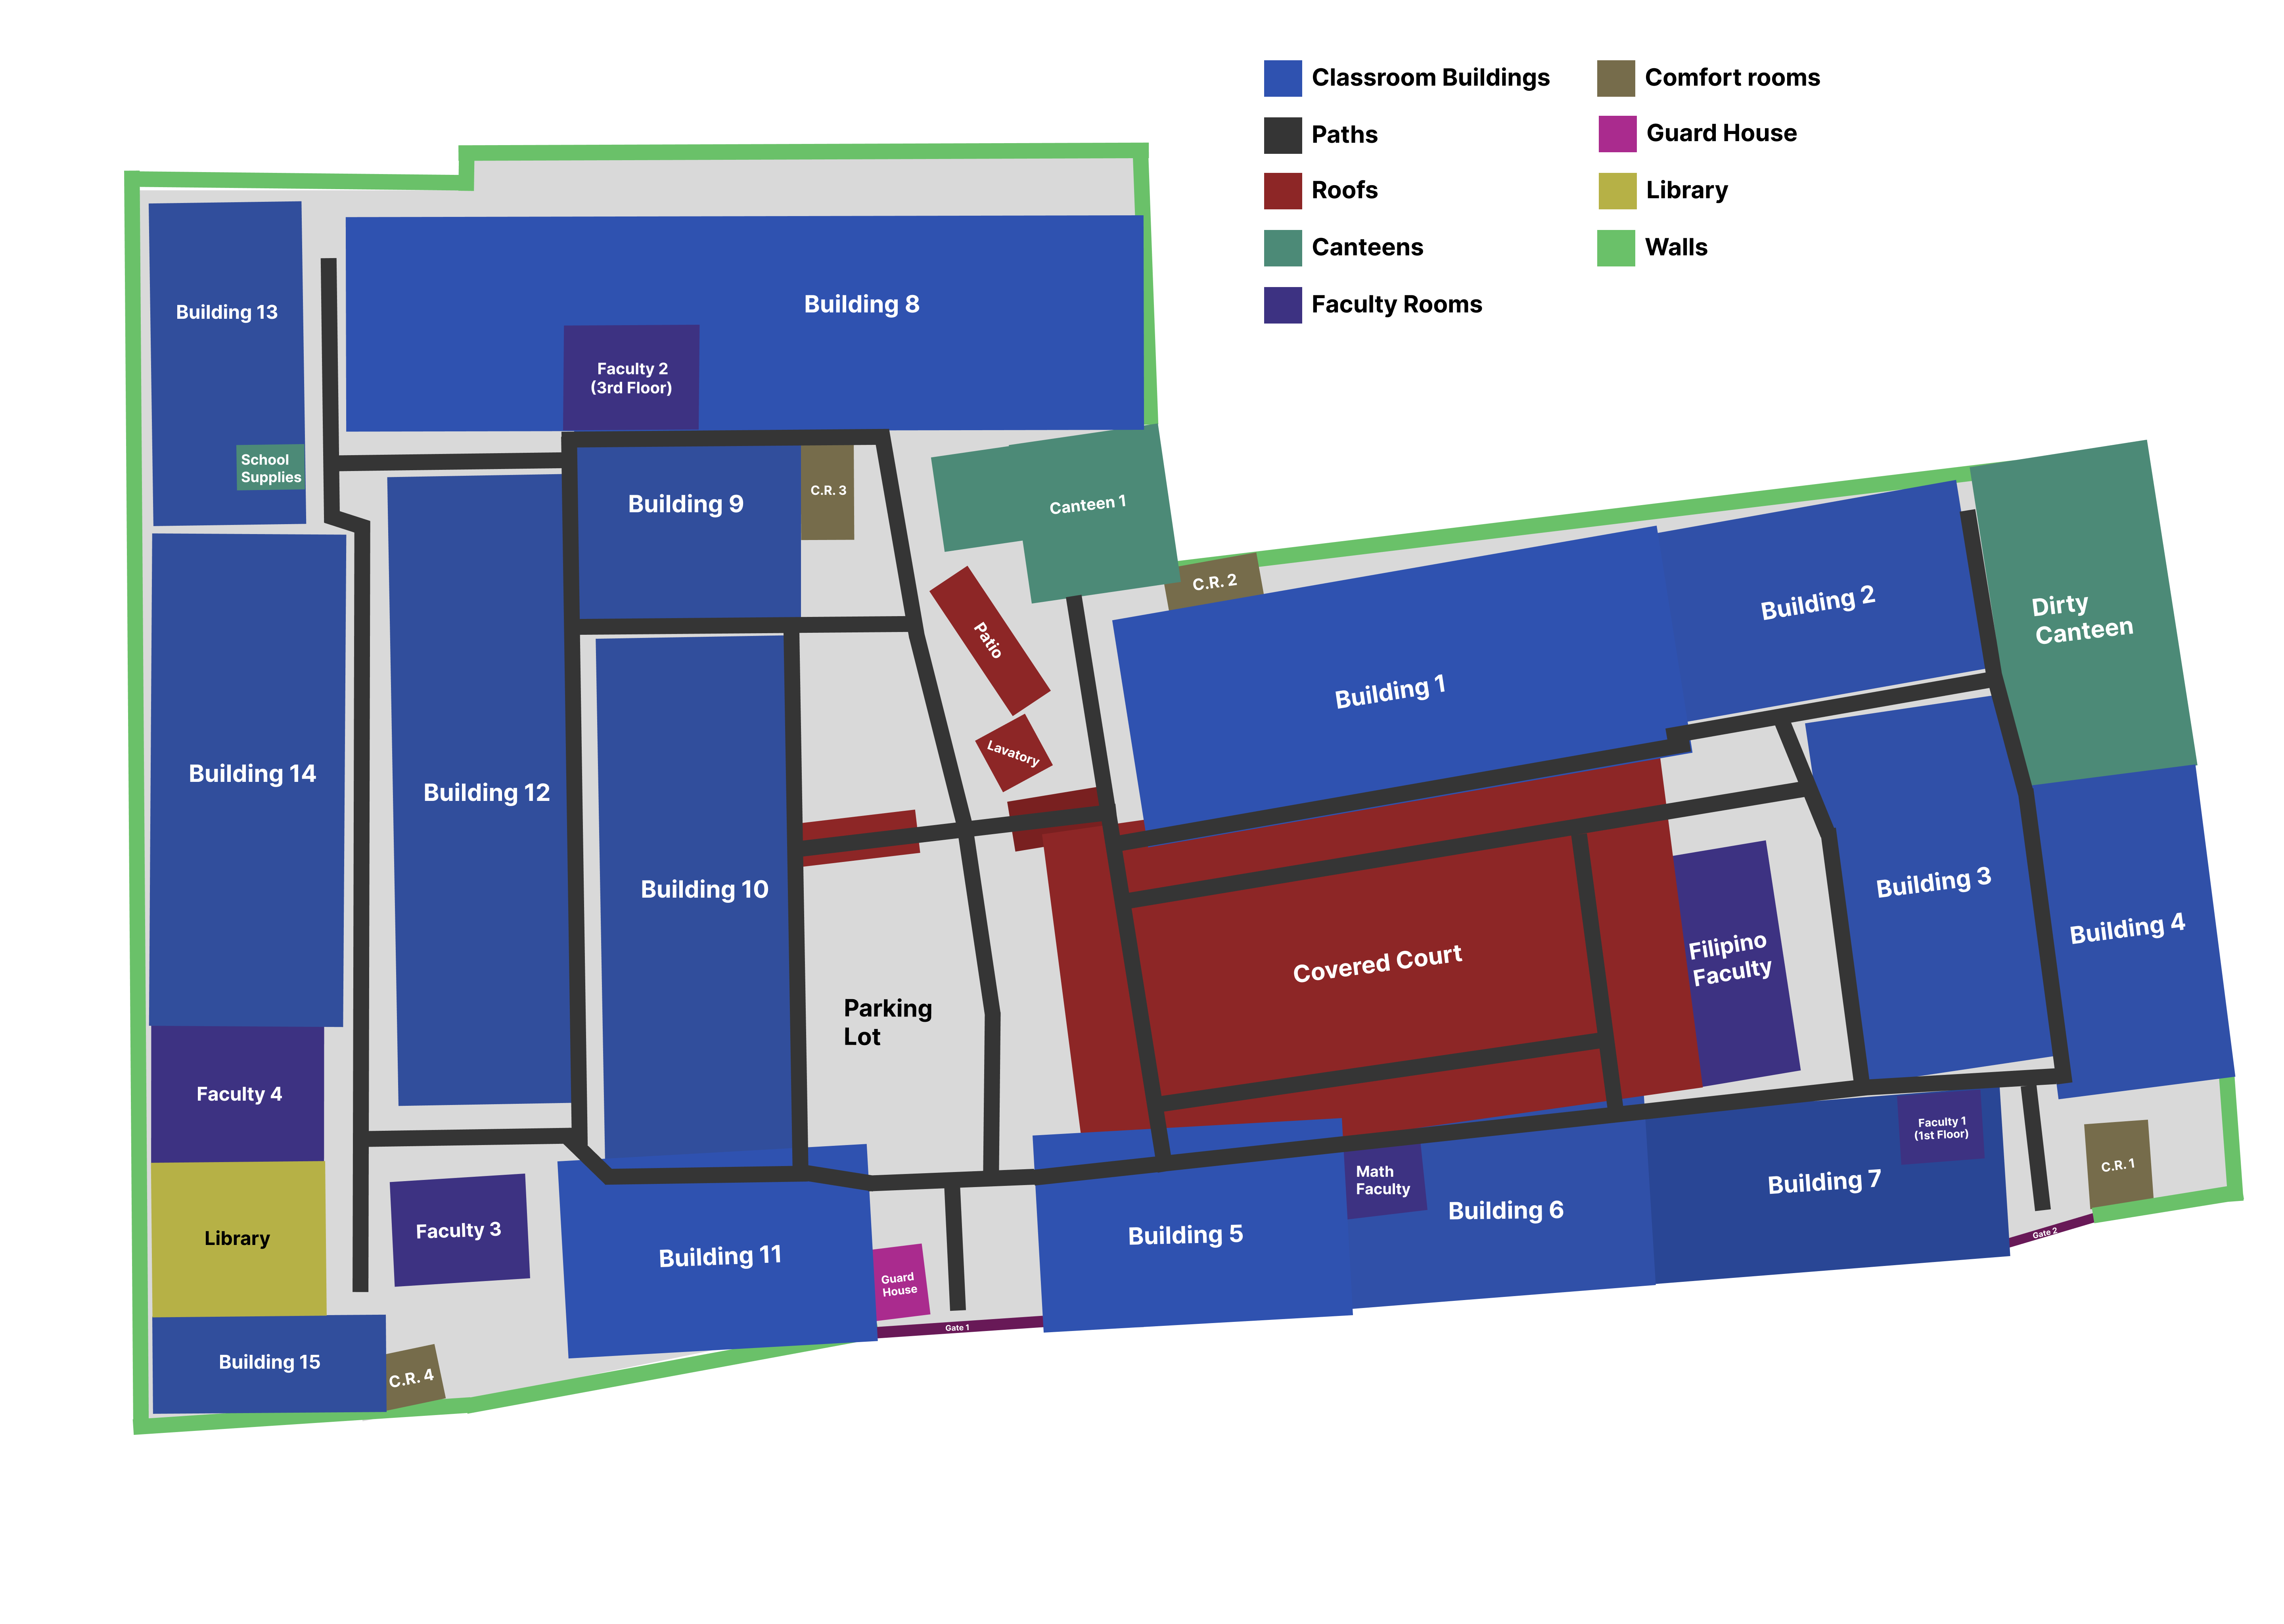 Classroom Buildings
Paths
Roofs
Canteens
Faculty Rooms
Comfort rooms
Guard House
Library
Walls
Building 13
Building 8
Faculty 2
(3rd Floor)
School
Supplies
Building 9
C.R. 3
Canteen 1
C.R. 2
Patio
Lavatory
Building 1
Building 2
Dirty
Canteen
Building 14
Building 12
Building 10
Parking
Lot
Covered Court
Filipino
Faculty
Building 3
Building 4
Faculty 4
Library
Faculty 3
Building 11
Guard
House
Gate 1
Building 5
Math
Faculty
Building 6
Building 7
Faculty 1
(1st Floor)
C.R. 1
Gate 2
Building 15
C.R. 4